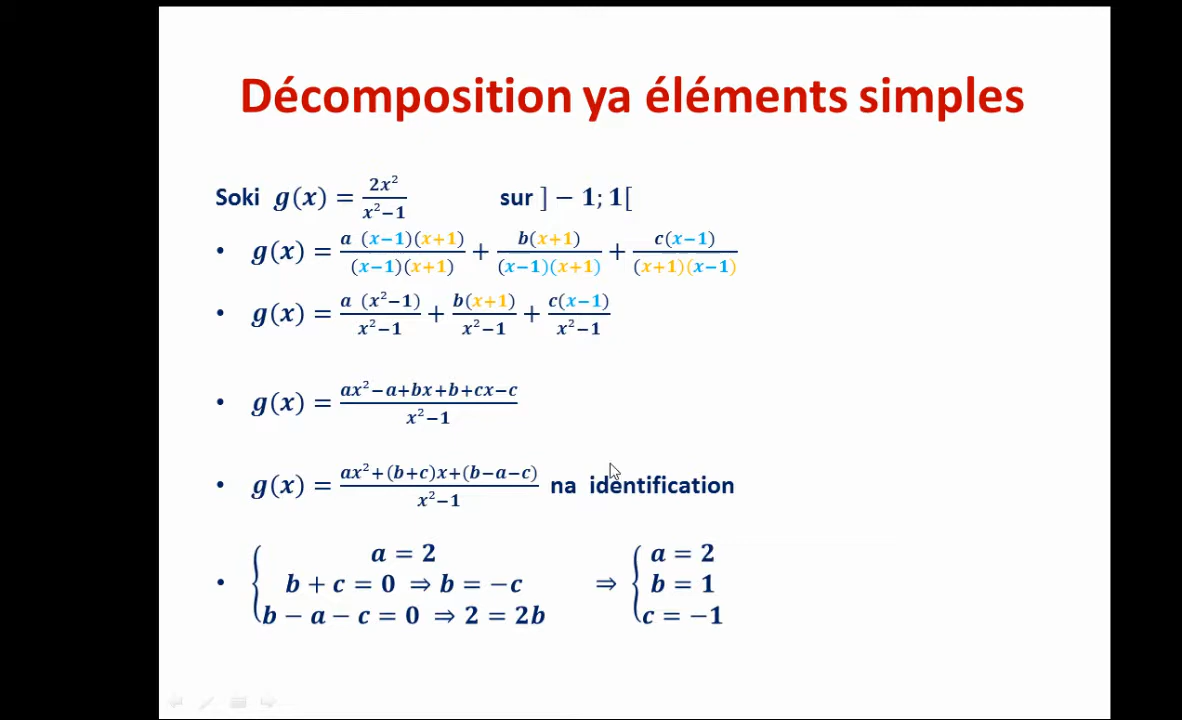 Décomposition ya éléments simples
Soki g(x) = 2x²/(x²−1) sur ]−1;1[
• g(x) = a (x−1)(x+1)/(x−1)(x+1) + b(x+1)/(x−1)(x+1) + c(x−1)/(x+1)(x−1)
• g(x) = a (x²−1)/(x²−1) + b(x+1)/(x²−1) + c(x−1)/(x²−1)
• g(x) = (ax²−a+bx+b+cx−c)/(x²−1)
• g(x) = (ax²+(b+c)x+(b−a−c))/(x²−1) na identification
• { a = 2 ; b + c = 0 ⇒ b = −c ; b − a − c = 0 ⇒ 2 = 2b ⇒ { a = 2 ; b = 1 ; c = −1